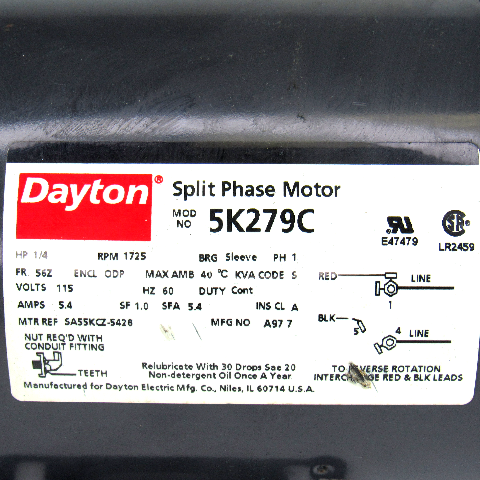 Dayton®
Split Phase Motor
MOD NO 5K279C
E47479
LR2459
HP 1/4 RPM 1725 BRG Sleeve PH 1
FR. 56Z ENCL ODP MAX AMB 40 °C KVA CODE S
VOLTS 115 HZ 60 DUTY Cont
AMPS 5.4 SF 1.0 SFA 5.4 INS CL A
MTR REF SA55KCZ-5426 MFG NO A97 7
RED LINE
1
BLK 5 4 LINE
NUT REQ'D WITH
CONDUIT FITTING
TEETH
Relubricate With 30 Drops Sae 20
Non-detergent Oil Once A Year
TO REVERSE ROTATION
INTERCHANGE RED & BLK LEADS
Manufactured for Dayton Electric Mfg. Co., Niles, IL 60714 U.S.A.